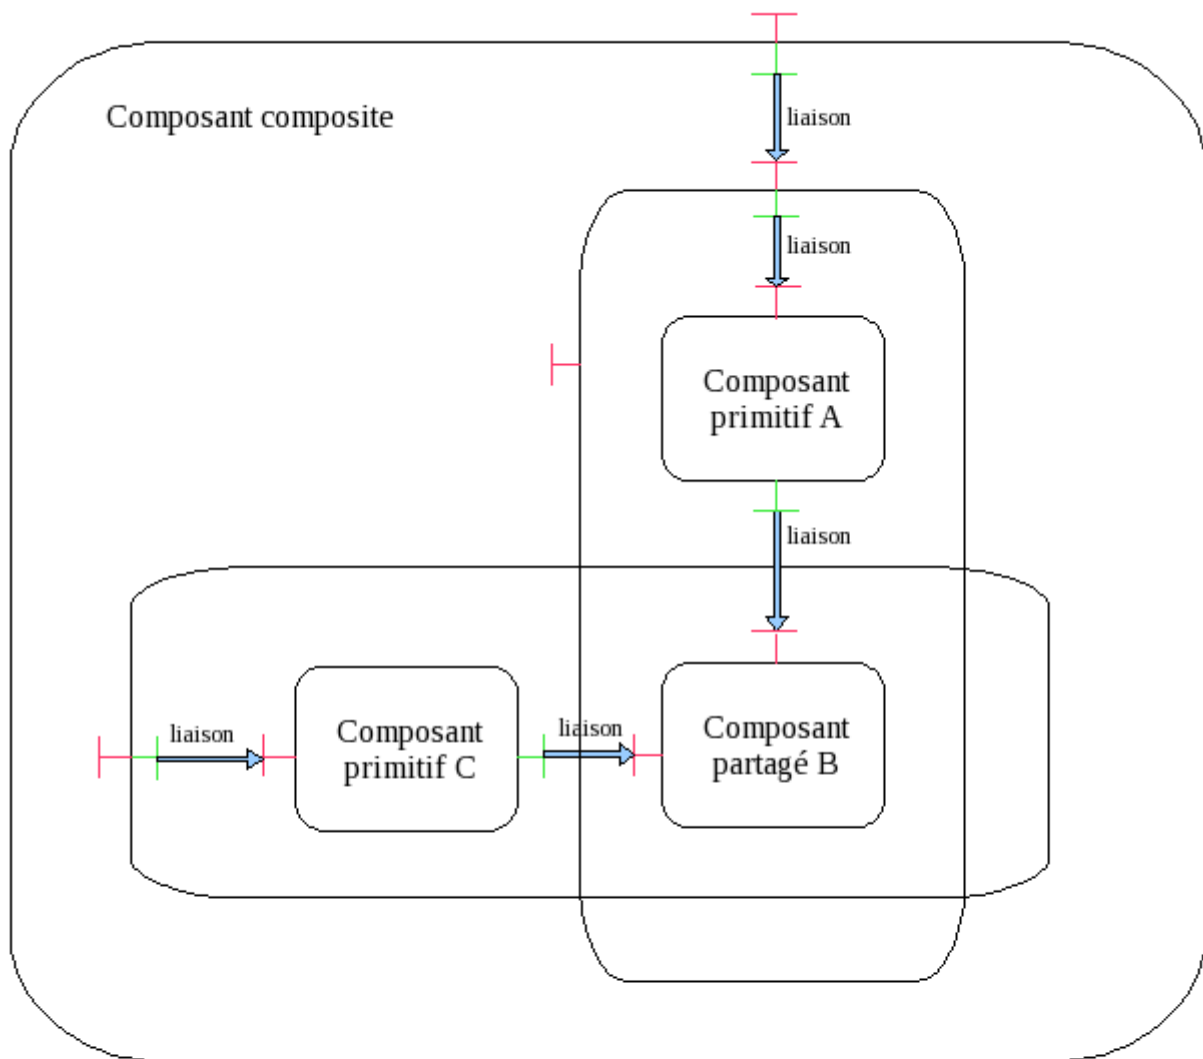 Composant composite
liaison
liaison
Composant
primitif A
liaison
liaison
Composant
primitif C
liaison
Composant
partagé B